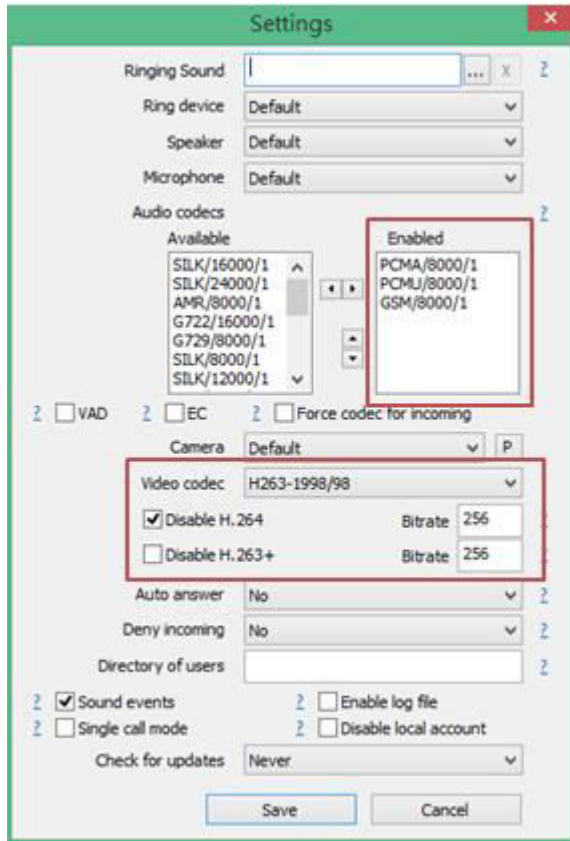 Settings
Ringing Sound ... X ?
Ring device Default
Speaker Default
Microphone Default
Audio codecs ?
Available Enabled
SILK/16000/1 PCMA/8000/1
SILK/24000/1 PCMU/8000/1
AMR/8000/1 GSM/8000/1
G722/16000/1
G729/8000/1
SILK/8000/1
SILK/12000/1
? VAD ? EC ? Force codec for incoming
Camera Default P
Video codec H263-1998/98
Disable H.264 Bitrate 256 ?
Disable H.263+ Bitrate 256 ?
Auto answer No ?
Deny incoming No ?
Directory of users ?
? Sound events ? Enable log file
? Single call mode ? Disable local account
Check for updates Never
Save Cancel